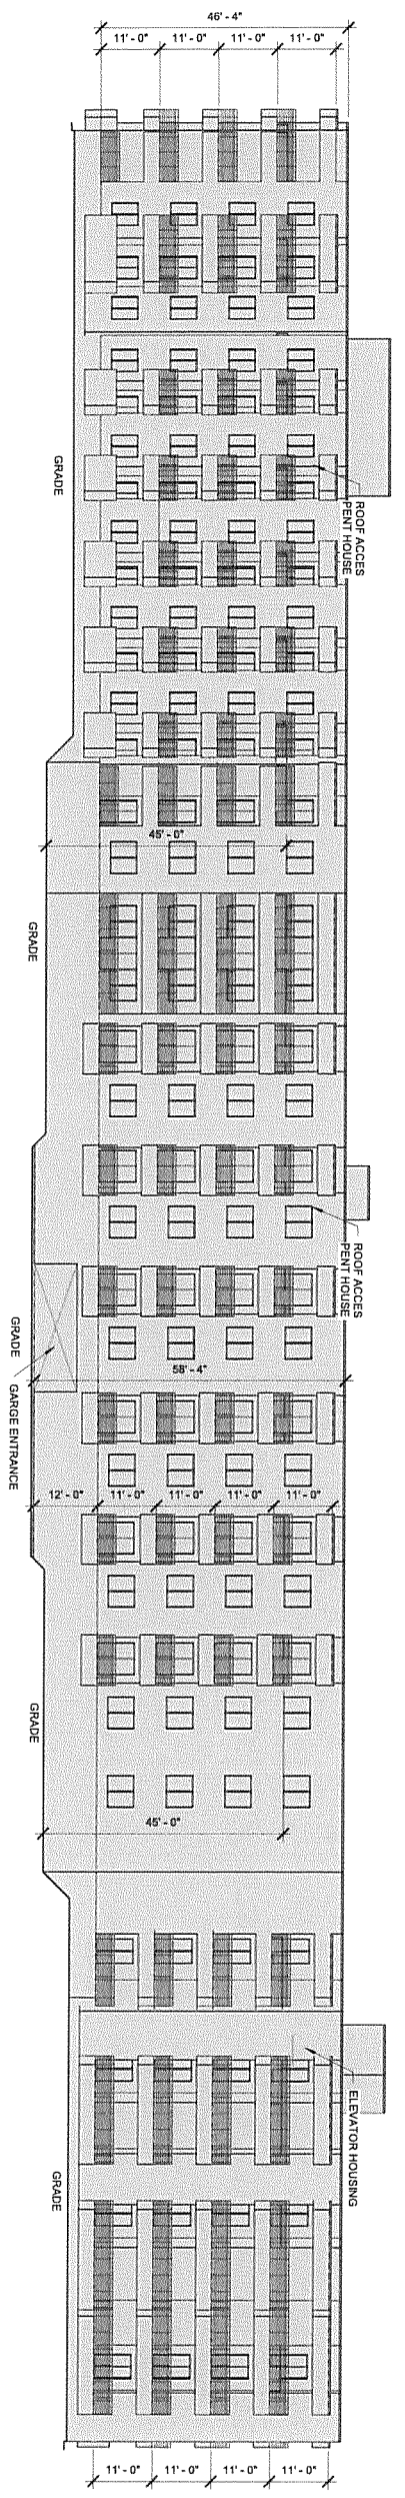 46' - 4"
11' - 0"
11' - 0"
11' - 0"
11' - 0"
GRADE
ROOF ACCES
PENT HOUSE
45' - 0"
GRADE
ROOF ACCES
PENT HOUSE
GRADE
GARGE ENTRANCE
58' - 4"
12' - 0"
11' - 0"
11' - 0"
11' - 0"
11' - 0"
GRADE
45' - 0"
ELEVATOR HOUSING
GRADE
11' - 0"
11' - 0"
11' - 0"
11' - 0"